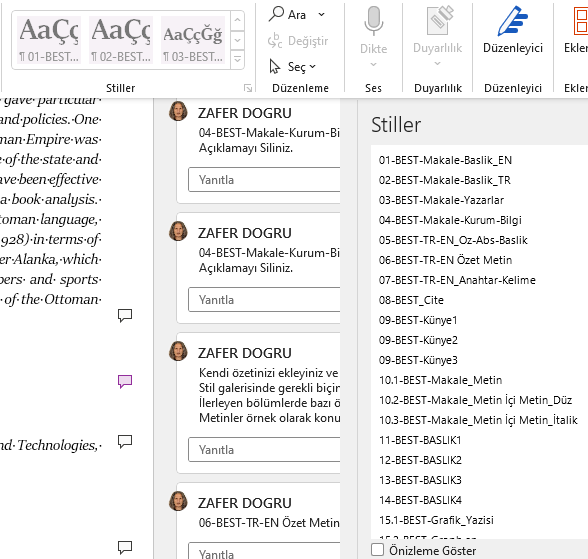 AaÇç
AaÇç
AaÇçĞğ
¶ 01-BEST...
¶ 02-BEST...
¶ 03-BEST...
Stiller
Ara
Değiştir
Seç
Düzenleme
Dikte
Ses
Duyarlılık
Duyarlılık
Düzenleyici
Düzenleyici
Ekler
Ekler
gave particular
and policies. One
man·Empire·was
e·of·the·state·and
ave·been·effective
a·book·analysis.
toman·language,
928)·in·terms·of
er·Alanka,·which
pers· and· sports
of·the·Ottoman
nd·Technologies,
ZAFER DOGRU
04-BEST-Makale-Kurum-Bi
Açıklamayı Siliniz.
Yanıtla
ZAFER DOGRU
04-BEST-Makale-Kurum-Bi
Açıklamayı Siliniz.
Yanıtla
ZAFER DOGRU
Kendi özetinizi ekleyiniz ve
Stil galerisinde gerekli biçin
İlerleyen bölümlerde bazı ö
Metinler örnek olarak konu
Yanıtla
ZAFER DOGRU
06-BEST-TR-EN Özet Metin
Yanıtla
Stiller
01-BEST-Makale-Baslik_EN
02-BEST-Makale-Baslik_TR
03-BEST-Makale-Yazarlar
04-BEST-Makale-Kurum-Bilgi
05-BEST-TR-EN_Oz-Abs-Baslik
06-BEST-TR-EN Özet Metin
07-BEST-TR-EN_Anahtar-Kelime
08-BEST_Cite
09-BEST-Künye1
09-BEST-Künye2
09-BEST-Künye3
10.1-BEST-Makale_Metin
10.2-BEST-Makale_Metin İçi Metin_Düz
10.3-BEST-Makale_Metin İçi Metin_İtalik
11-BEST-BASLIK1
12-BEST-BASLIK2
13-BEST-BASLIK3
14-BEST-BASLIK4
15.1-BEST-Grafik_Yazisi
Önizleme Göster